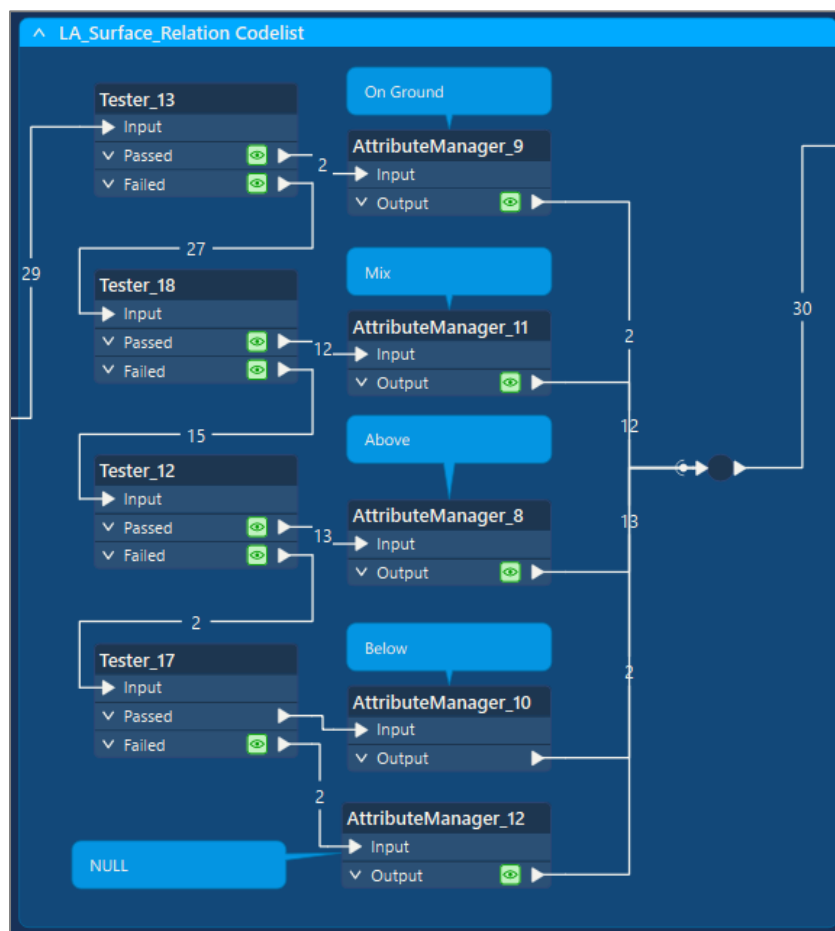 LA_Surface_Relation Codelist
Tester_13
Input
Passed
Failed
2
On Ground
AttributeManager_9
Input
Output
27
29
Tester_18
Input
Passed
Failed
12
Mix
AttributeManager_11
Input
Output
2
30
15
Tester_12
Input
Passed
Failed
13
Above
AttributeManager_8
Input
Output
12
13
2
Tester_17
Input
Passed
Failed
2
Below
AttributeManager_10
Input
Output
2
NULL
AttributeManager_12
Input
Output